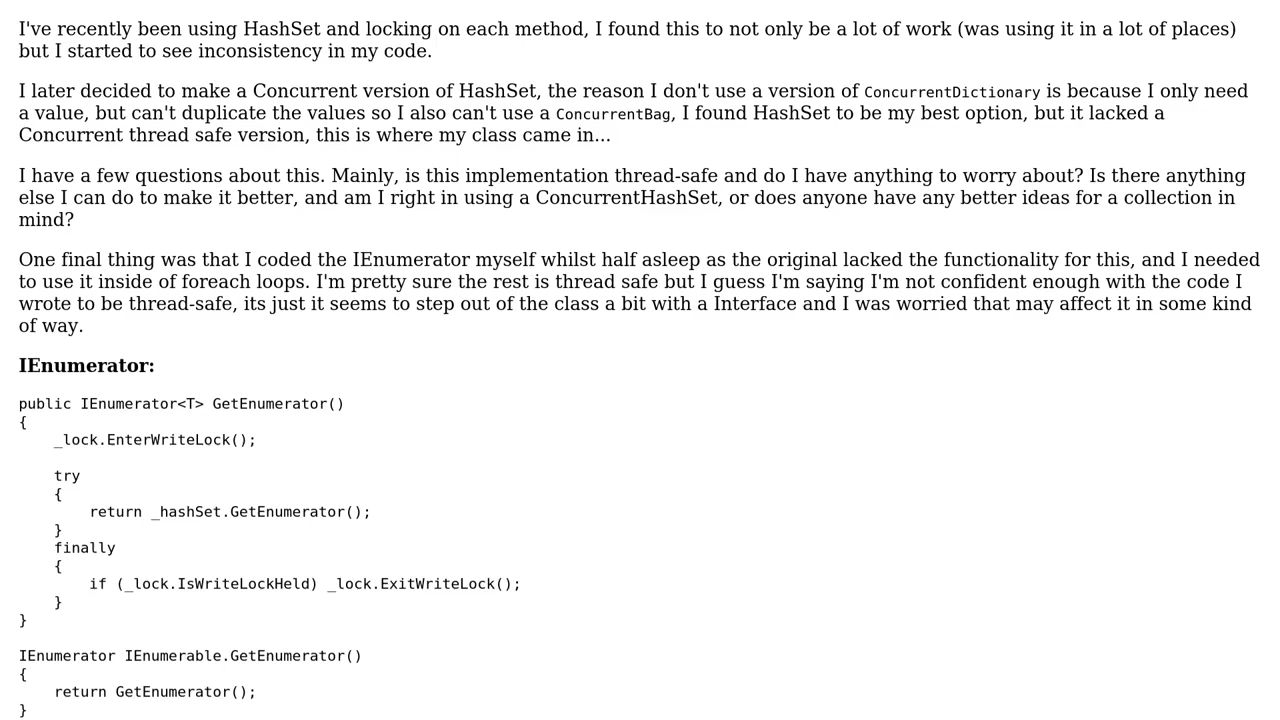 I've recently been using HashSet and locking on each method, I found this to not only be a lot of work (was using it in a lot of places)
but I started to see inconsistency in my code.
I later decided to make a Concurrent version of HashSet, the reason I don't use a version of ConcurrentDictionary is because I only need
a value, but can't duplicate the values so I also can't use a ConcurrentBag, I found HashSet to be my best option, but it lacked a
Concurrent thread safe version, this is where my class came in...
I have a few questions about this. Mainly, is this implementation thread-safe and do I have anything to worry about? Is there anything
else I can do to make it better, and am I right in using a ConcurrentHashSet, or does anyone have any better ideas for a collection in
mind?
One final thing was that I coded the IEnumerator myself whilst half asleep as the original lacked the functionality for this, and I needed
to use it inside of foreach loops. I'm pretty sure the rest is thread safe but I guess I'm saying I'm not confident enough with the code I
wrote to be thread-safe, its just it seems to step out of the class a bit with a Interface and I was worried that may affect it in some kind
of way.
IEnumerator:
public IEnumerator<T> GetEnumerator()
{
    _lock.EnterWriteLock();
    try
    {
        return _hashSet.GetEnumerator();
    }
    finally
    {
        if (_lock.IsWriteLockHeld) _lock.ExitWriteLock();
    }
}
IEnumerator IEnumerable.GetEnumerator()
{
    return GetEnumerator();
}